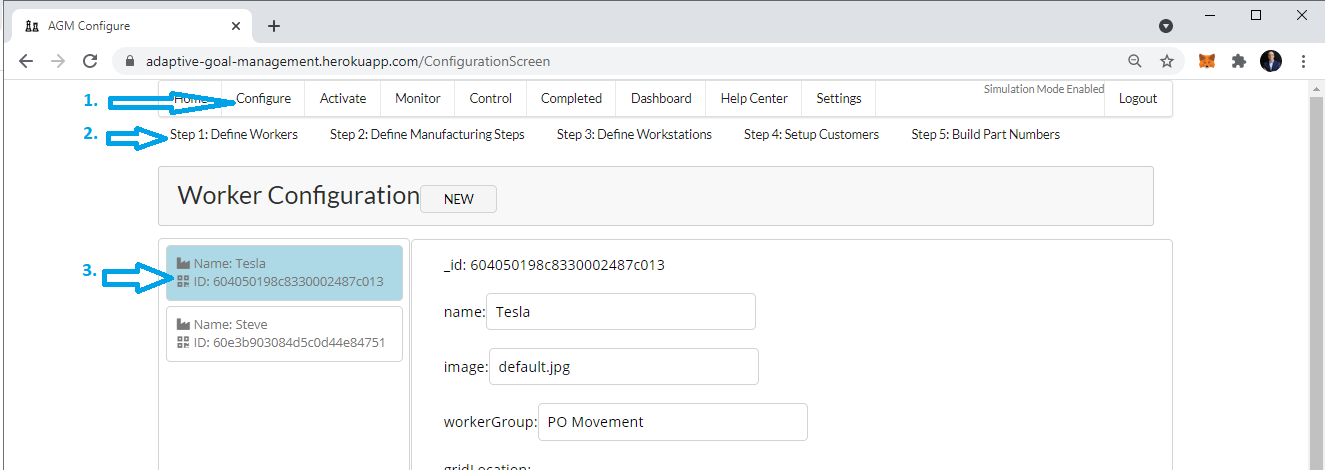 AGM Configure
adaptive-goal-management.herokuapp.com/ConfigurationScreen
Simulation Mode Enabled
1. Home Configure Activate Monitor Control Completed Dashboard Help Center Settings Logout
2. Step 1: Define Workers Step 2: Define Manufacturing Steps Step 3: Define Workstations Step 4: Setup Customers Step 5: Build Part Numbers
Worker Configuration NEW
3.
Name: Tesla
ID: 604050198c8330002487c013
Name: Steve
ID: 60e3b903084d5c0d44e84751
_id: 604050198c8330002487c013
name: Tesla
image: default.jpg
workerGroup: PO Movement
gridLocation: